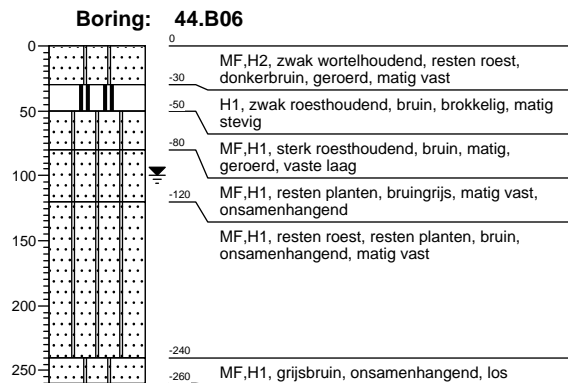 Boring: 44.B06
0
0
MF,H2, zwak wortelhoudend, resten roest,
donkerbruin, geroerd, matig vast
-30
H1, zwak roesthoudend, bruin, brokkelig, matig
stevig
50
-50
MF,H1, sterk roesthoudend, bruin, matig,
geroerd, vaste laag
-80
100
MF,H1, resten planten, bruingrijs, matig vast,
onsamenhangend
-120
MF,H1, resten roest, resten planten, bruin,
onsamenhangend, matig vast
150
200
-240
250
MF,H1, grijsbruin, onsamenhangend, los
-260